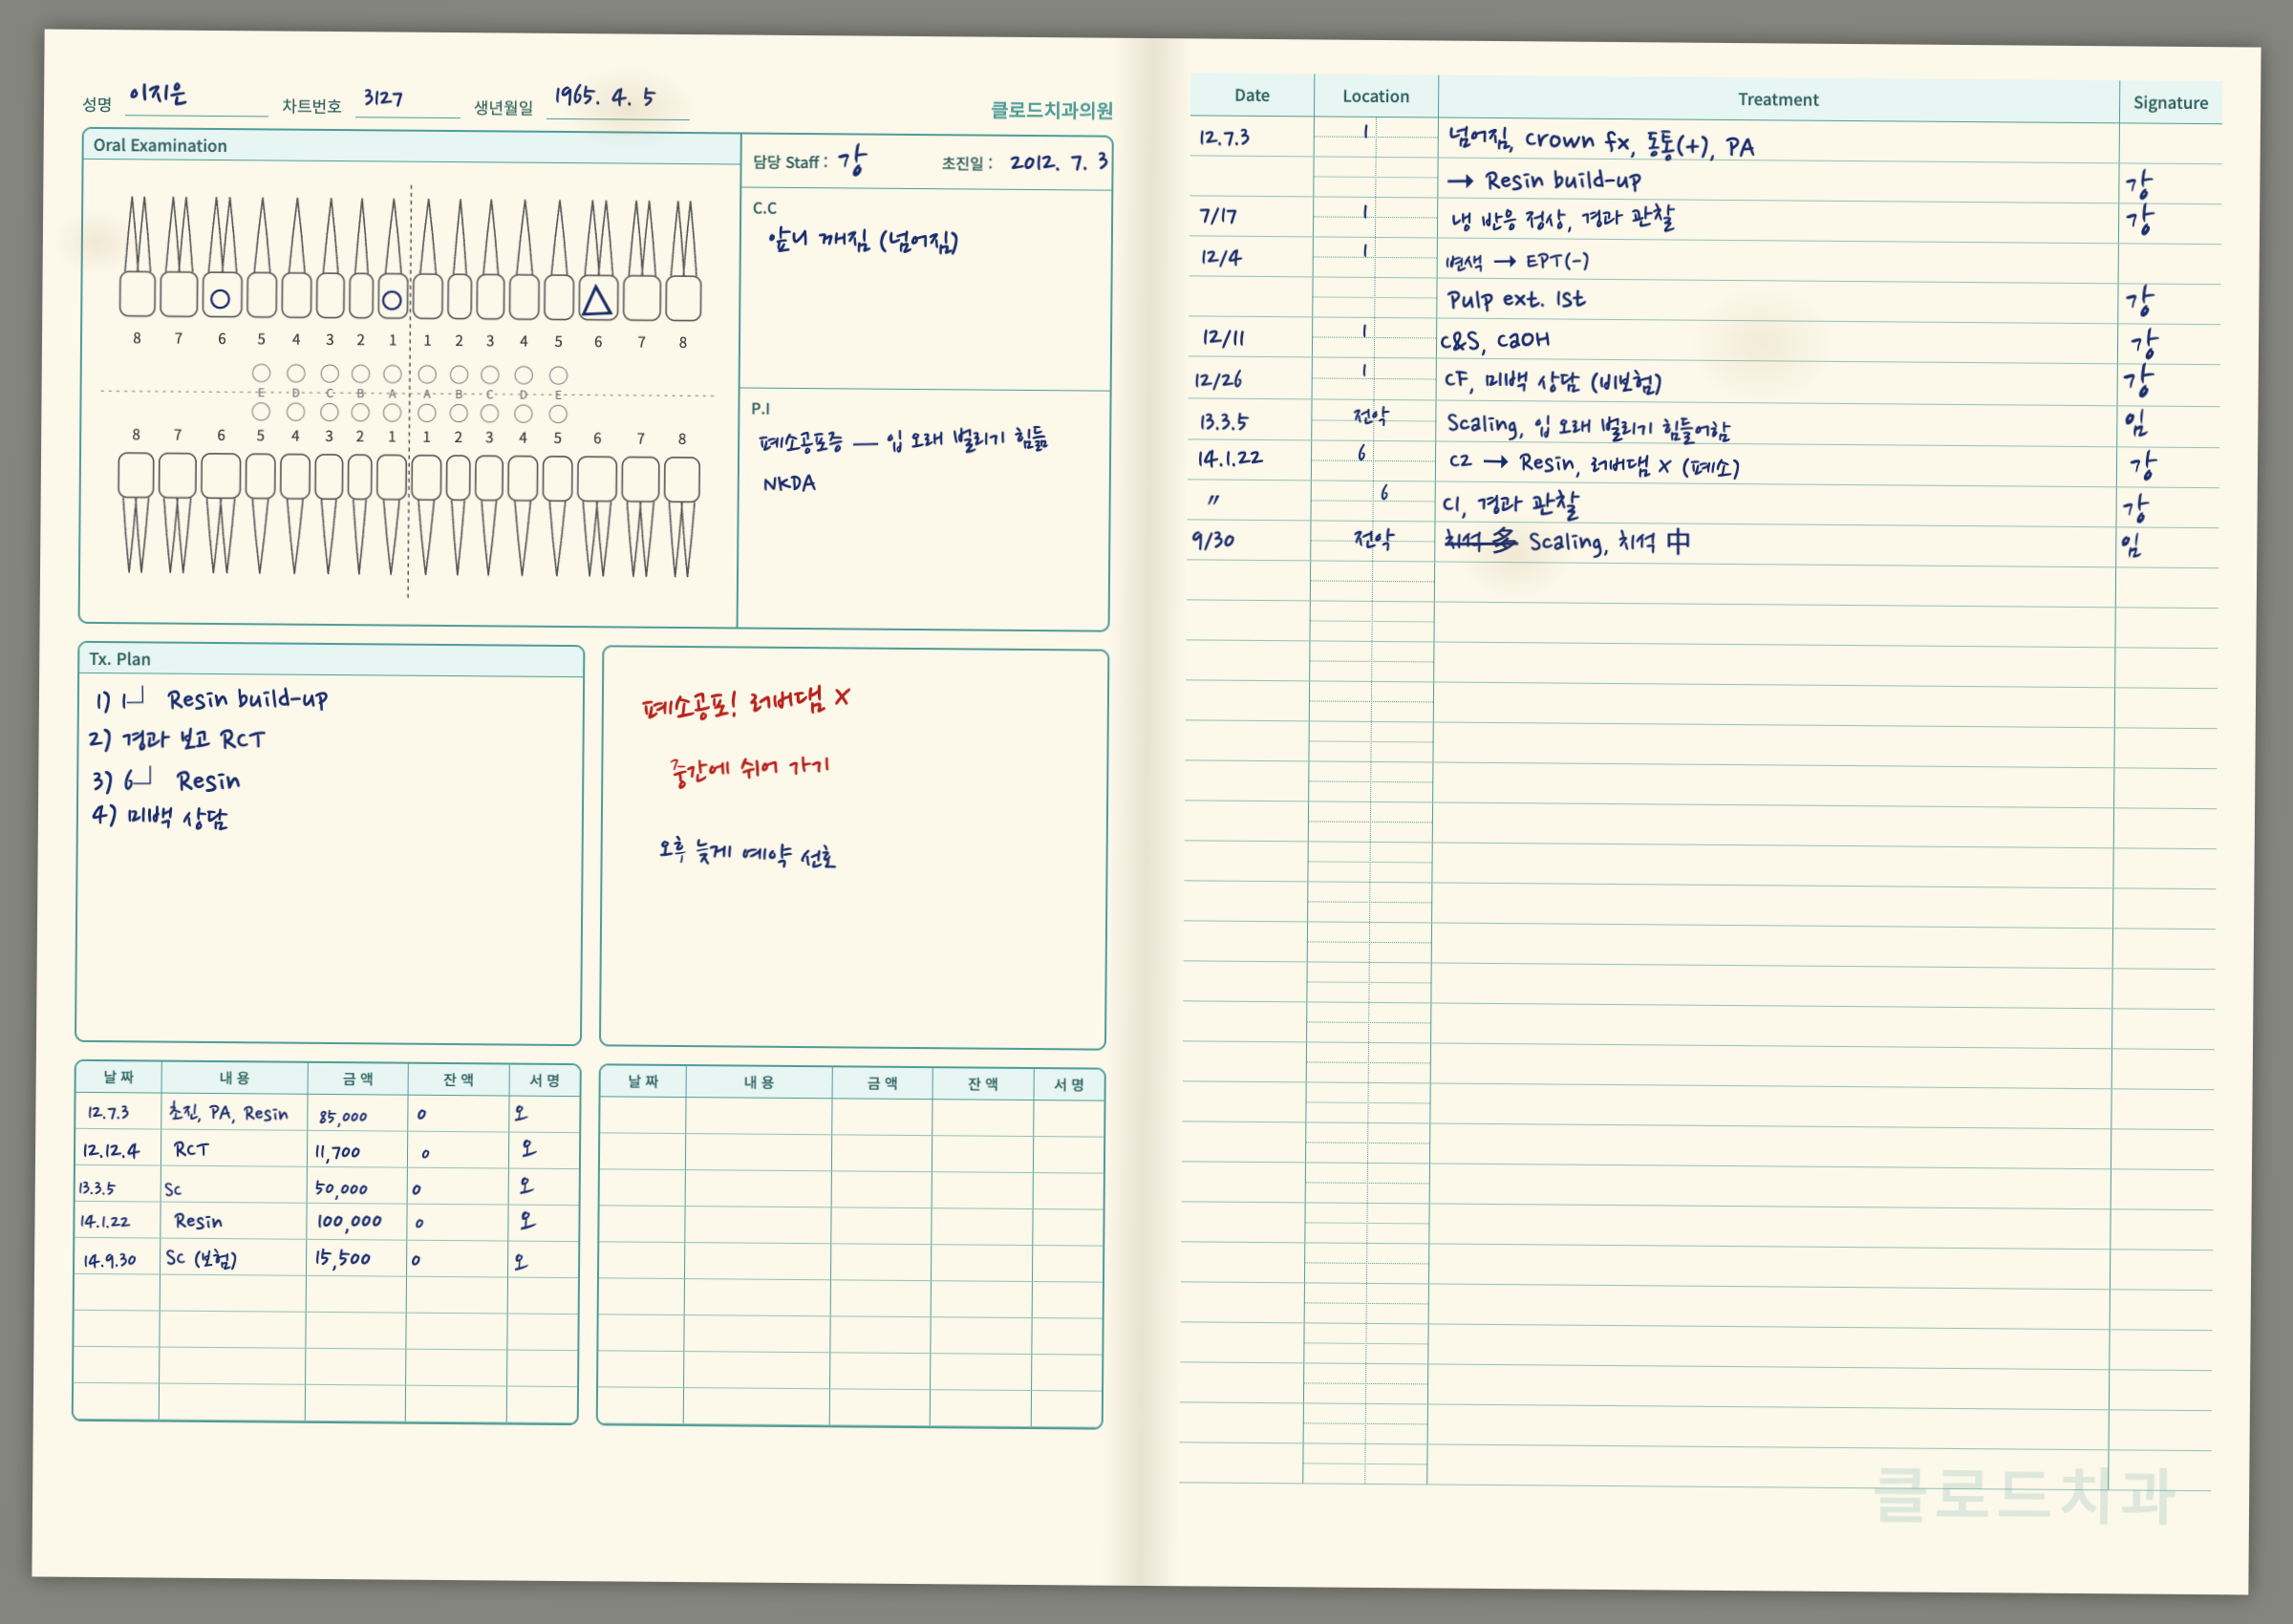 성명 이지은 차트번호 3127 생년월일 1965. 4. 5 클로드치과의원
Oral Examination
담당 Staff : 강 초진일 : 2012. 7. 3
C.C
앞니 깨짐 (넘어짐)
8 7 6 5 4 3 2 1 1 2 3 4 5 6 7 8
E D C B A A B C D E
8 7 6 5 4 3 2 1 1 2 3 4 5 6 7 8
P.I
폐소공포증 — 입 오래 벌리기 힘듦
NKDA
Tx. Plan
1) 1┘ Resin build-up
2) 경과 보고 RCT
3) 6┘ Resin
4) 미백 상담
폐소공포! 러버댐 X
중간에 쉬어 가기
오후 늦게 예약 선호
날 짜 내 용 금 액 잔 액 서 명
12.7.3 초진, PA, Resin 85,000 0 오
12.12.4 RCT 11,700 0 오
13.3.5 Sc 50,000 0 오
14.1.22 Resin 100,000 0 오
14.9.30 Sc (보험) 15,500 0 오
날 짜 내 용 금 액 잔 액 서 명
Date Location Treatment Signature
12.7.3 1 넘어짐, crown fx, 동통(+), PA
→ Resin build-up 강
7/17 1 냉 반응 정상, 경과 관찰 강
12/4 1 변색 → EPT(-)
Pulp ext. 1st 강
12/11 1 C&S, CaOH 강
12/26 1 CF, 미백 상담 (비보험) 강
13.3.5 전악 Scaling, 입 오래 벌리기 힘들어함 임
14.1.22 6 C2 → Resin, 러버댐 X (폐소) 강
〃 6 C1, 경과 관찰 강
9/30 전악 치석 多 Scaling, 치석 中 임
클로드치과